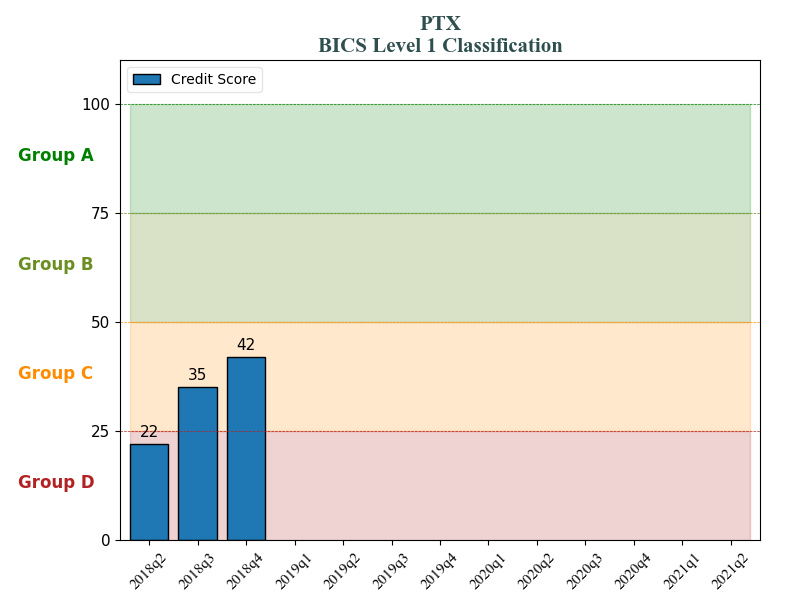 PTX
BICS Level 1 Classification
Credit Score
100
Group A
75
Group B
50
42
Group C
35
25
22
Group D
0
2018q2
2018q3
2018q4
2019q1
2019q2
2019q3
2019q4
2020q1
2020q2
2020q3
2020q4
2021q1
2021q2